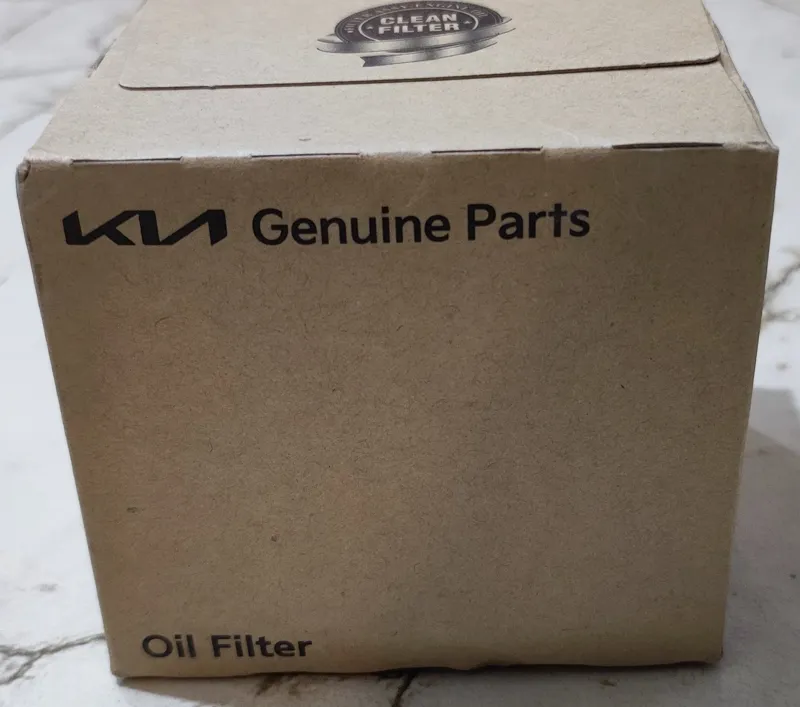 CLEAN
FILTER
KIA Genuine Parts
Oil Filter